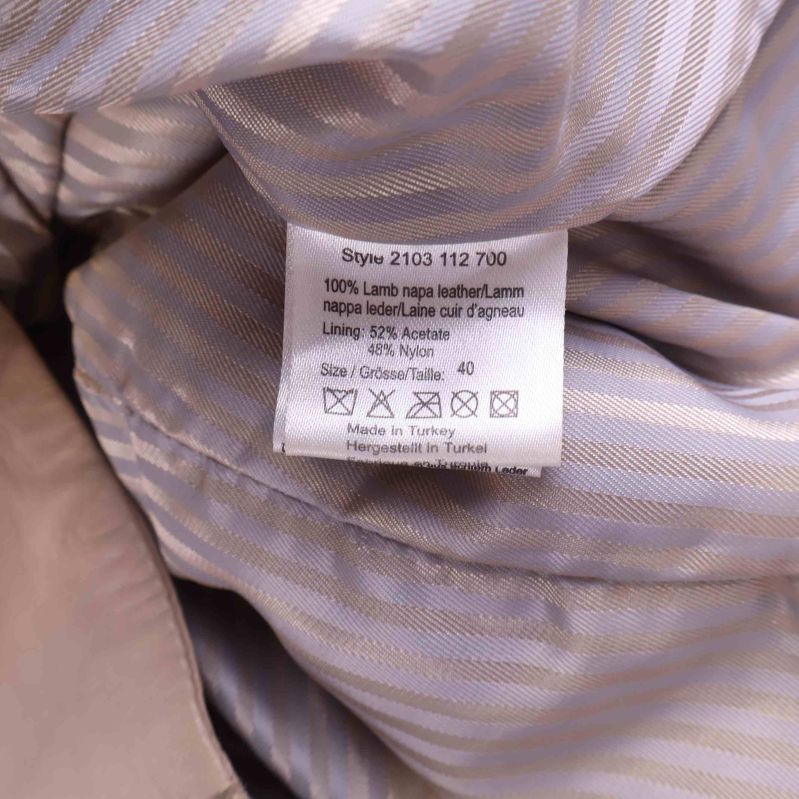 Style 2103 112 700
100% Lamb napa leather/Lamm
nappa leder/Laine cuir d'agneau
Lining: 52% Acetate
48% Nylon
Size / Grösse/Taille: 40
Made in Turkey
Hergestellt in Turkei
Leder